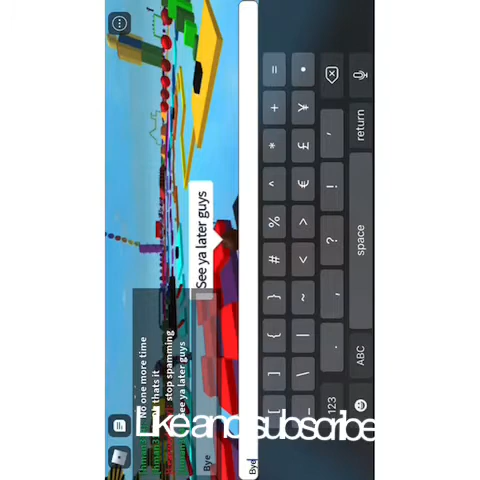 No one more time
thats it
stop spamming
See ya later guys
See ya later guys
Bye
Bye
[ ] { } # % ^ * + =
_ \ | ~ < > € £ ¥ •
123 . , ? ! ’
ABC space return
Like and subscribe